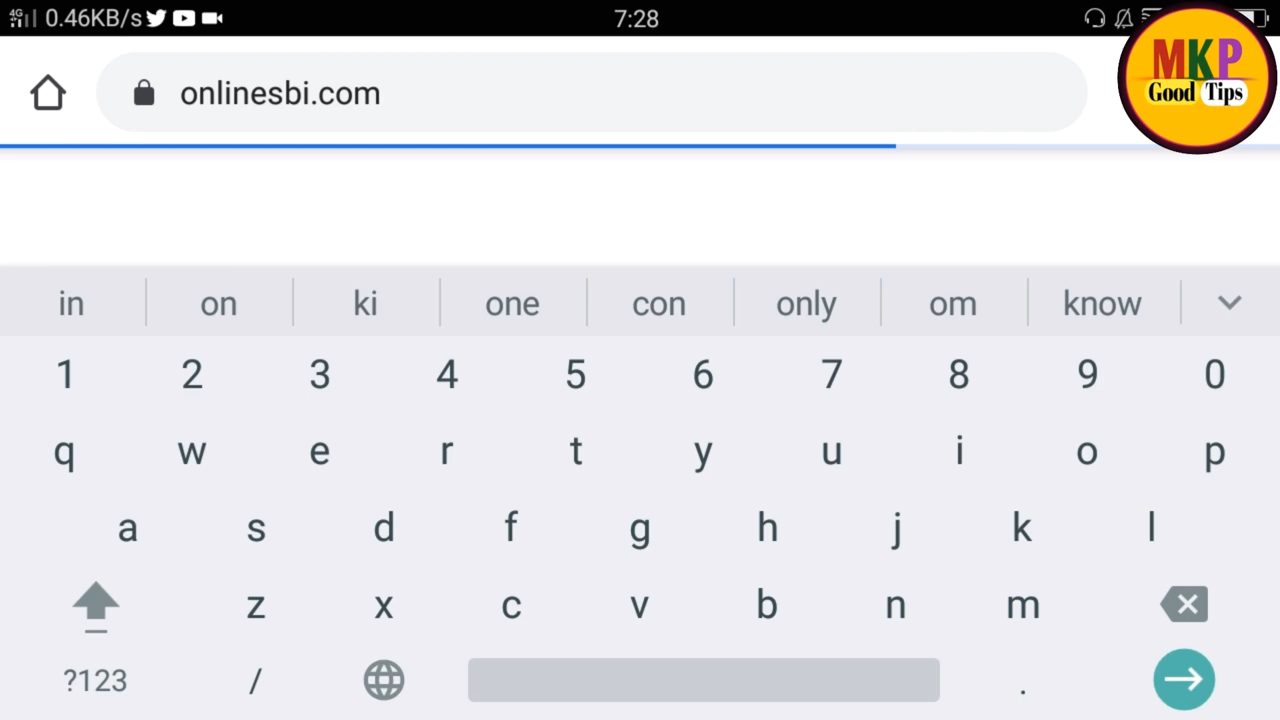 4G 0.46KB/s 7:28
MKP
Good Tips
onlinesbi.com
in on ki one con only om know
1 2 3 4 5 6 7 8 9 0
q w e r t y u i o p
a s d f g h j k l
z x c v b n m
?123 / .